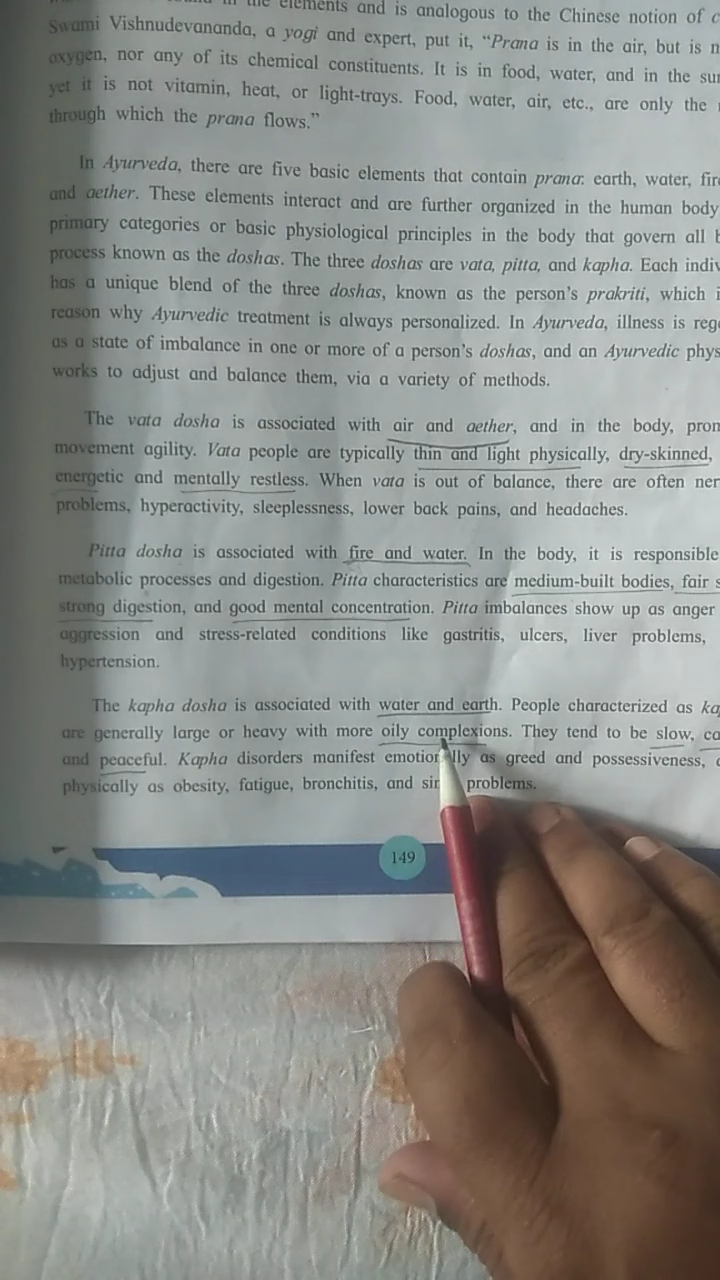 the elements and is analogous to the Chinese notion of
Swami Vishnudevananda, a yogi and expert, put it, “Prana is in the air, but is
oxygen, nor any of its chemical constituents. It is in food, water, and in the
yet it is not vitamin, heat, or light-trays. Food, water, air, etc., are only the
through which the prana flows.”
In Ayurveda, there are five basic elements that contain prana: earth, water,
and aether. These elements interact and are further organized in the human body
primary categories or basic physiological principles in the body that govern all
process known as the doshas. The three doshas are vata, pitta, and kapha. Each
has a unique blend of the three doshas, known as the person’s prakriti, which
reason why Ayurvedic treatment is always personalized. In Ayurveda, illness is
as a state of imbalance in one or more of a person’s doshas, and an Ayurvedic
works to adjust and balance them, via a variety of methods.
The vata dosha is associated with air and aether, and in the body,
movement agility. Vata people are typically thin and light physically, dry-skinned,
energetic and mentally restless. When vata is out of balance, there are often
problems, hyperactivity, sleeplessness, lower back pains, and headaches.
Pitta dosha is associated with fire and water. In the body, it is responsible
metabolic processes and digestion. Pitta characteristics are medium-built bodies, fair
strong digestion, and good mental concentration. Pitta imbalances show up as anger
aggression and stress-related conditions like gastritis, ulcers, liver problems,
hypertension.
The kapha dosha is associated with water and earth. People characterized as
are generally large or heavy with more oily complexions. They tend to be slow,
and peaceful. Kapha disorders manifest as greed and possessiveness,
physically as obesity, fatigue, bronchitis, and problems.
149